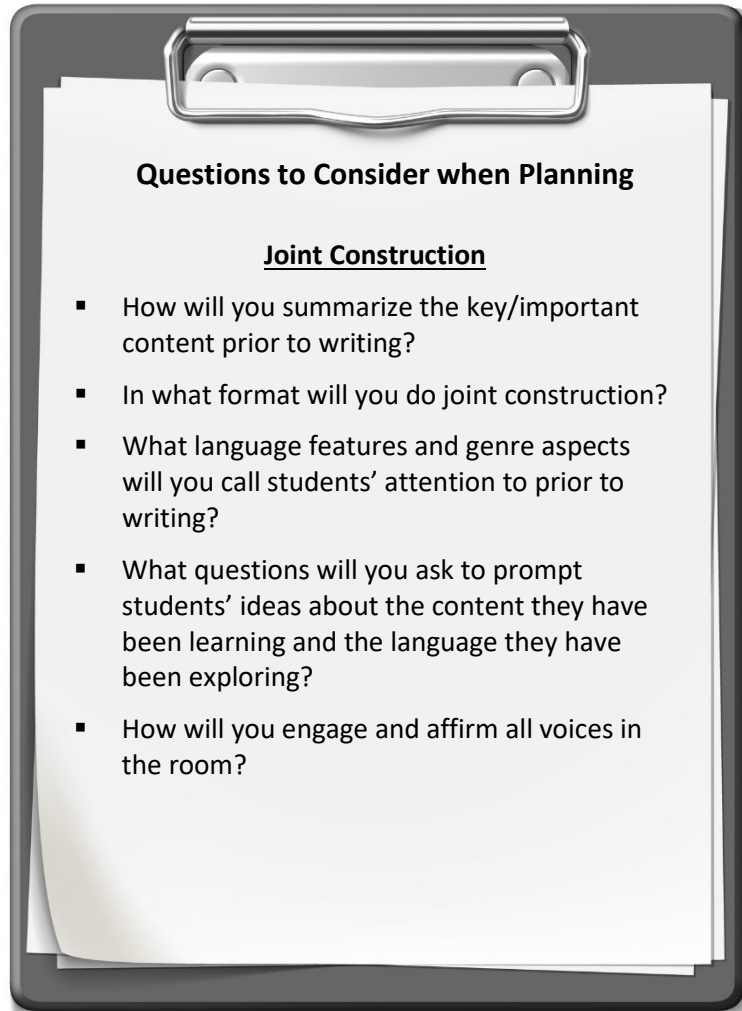 Questions to Consider when Planning
Joint Construction
▪ How will you summarize the key/important
content prior to writing?
▪ In what format will you do joint construction?
▪ What language features and genre aspects
will you call students’ attention to prior to
writing?
▪ What questions will you ask to prompt
students’ ideas about the content they have
been learning and the language they have
been exploring?
▪ How will you engage and affirm all voices in
the room?